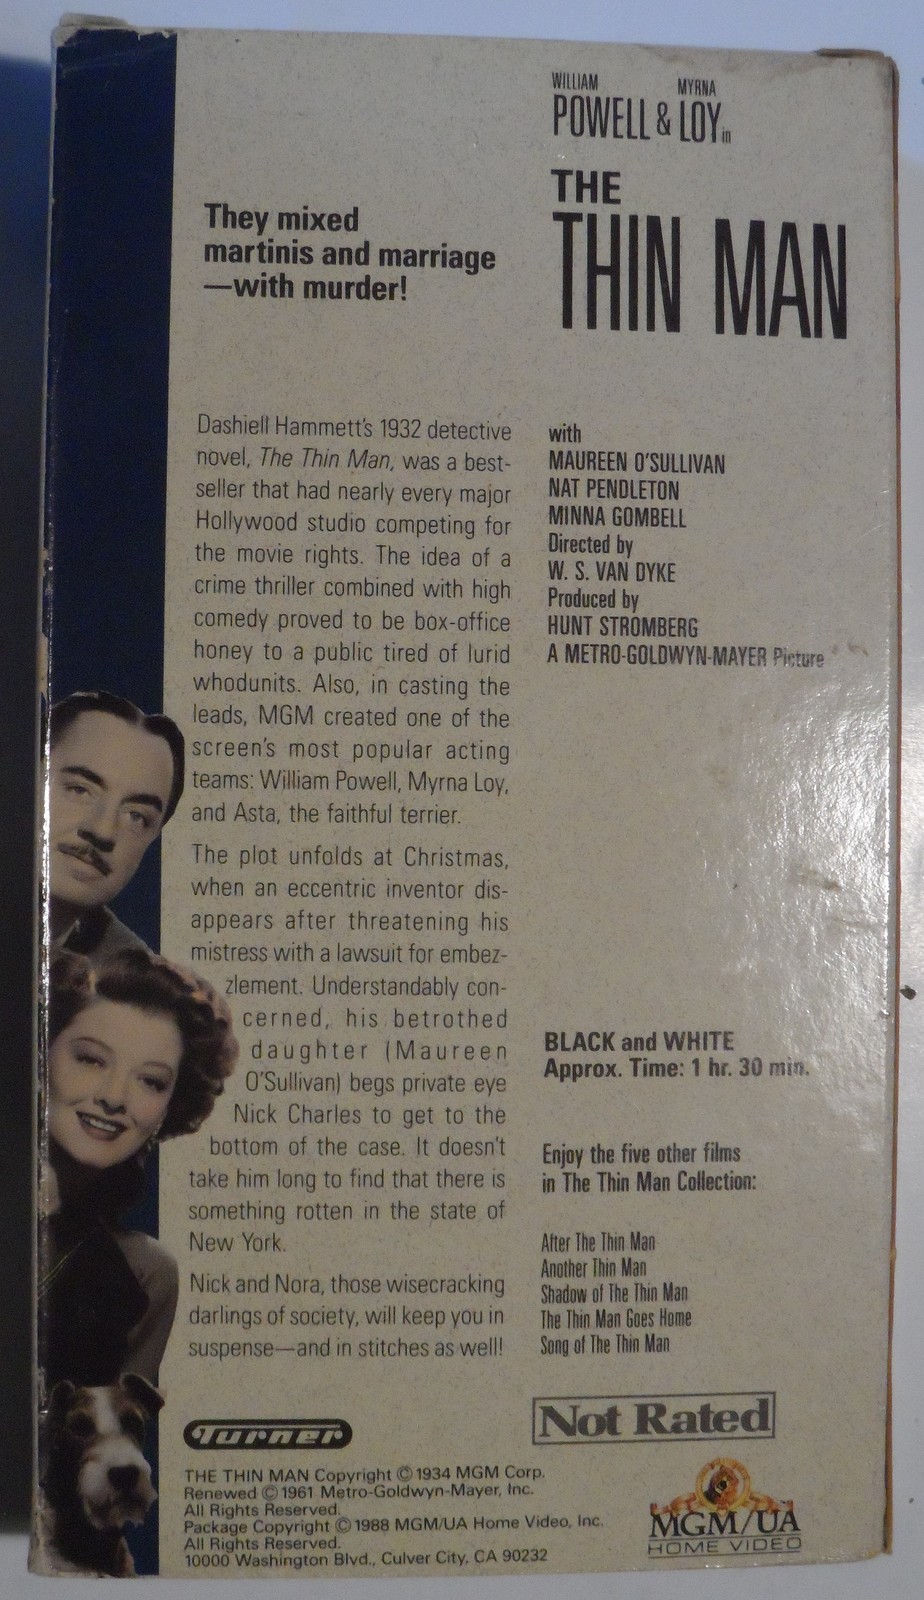 WILLIAM MYRNA
POWELL & LOY in
THE
THIN MAN
They mixed
martinis and marriage
—with murder!
Dashiell Hammett's 1932 detective
novel, The Thin Man, was a best-
seller that had nearly every major
Hollywood studio competing for
the movie rights. The idea of a
crime thriller combined with high
comedy proved to be box-office
honey to a public tired of lurid
whodunits. Also, in casting the
leads, MGM created one of the
screen's most popular acting
teams: William Powell, Myrna Loy,
and Asta, the faithful terrier.
The plot unfolds at Christmas,
when an eccentric inventor dis-
appears after threatening his
mistress with a lawsuit for embez-
zlement. Understandably con-
cerned, his betrothed
daughter (Maureen
O'Sullivan) begs private eye
Nick Charles to get to the
bottom of the case. It doesn't
take him long to find that there is
something rotten in the state of
New York.
Nick and Nora, those wisecracking
darlings of society, will keep you in
suspense—and in stitches as well!
with
MAUREEN O'SULLIVAN
NAT PENDLETON
MINNA GOMBELL
Directed by
W. S. VAN DYKE
Produced by
HUNT STROMBERG
A METRO-GOLDWYN-MAYER Picture
BLACK and WHITE
Approx. Time: 1 hr. 30 min.
Enjoy the five other films
in The Thin Man Collection:
After The Thin Man
Another Thin Man
Shadow of The Thin Man
The Thin Man Goes Home
Song of The Thin Man
Not Rated
Turner
THE THIN MAN Copyright © 1934 MGM Corp.
Renewed © 1961 Metro-Goldwyn-Mayer, Inc.
All Rights Reserved.
Package Copyright © 1988 MGM/UA Home Video, Inc.
All Rights Reserved.
10000 Washington Blvd., Culver City, CA 90232
MGM/UA
HOME VIDEO